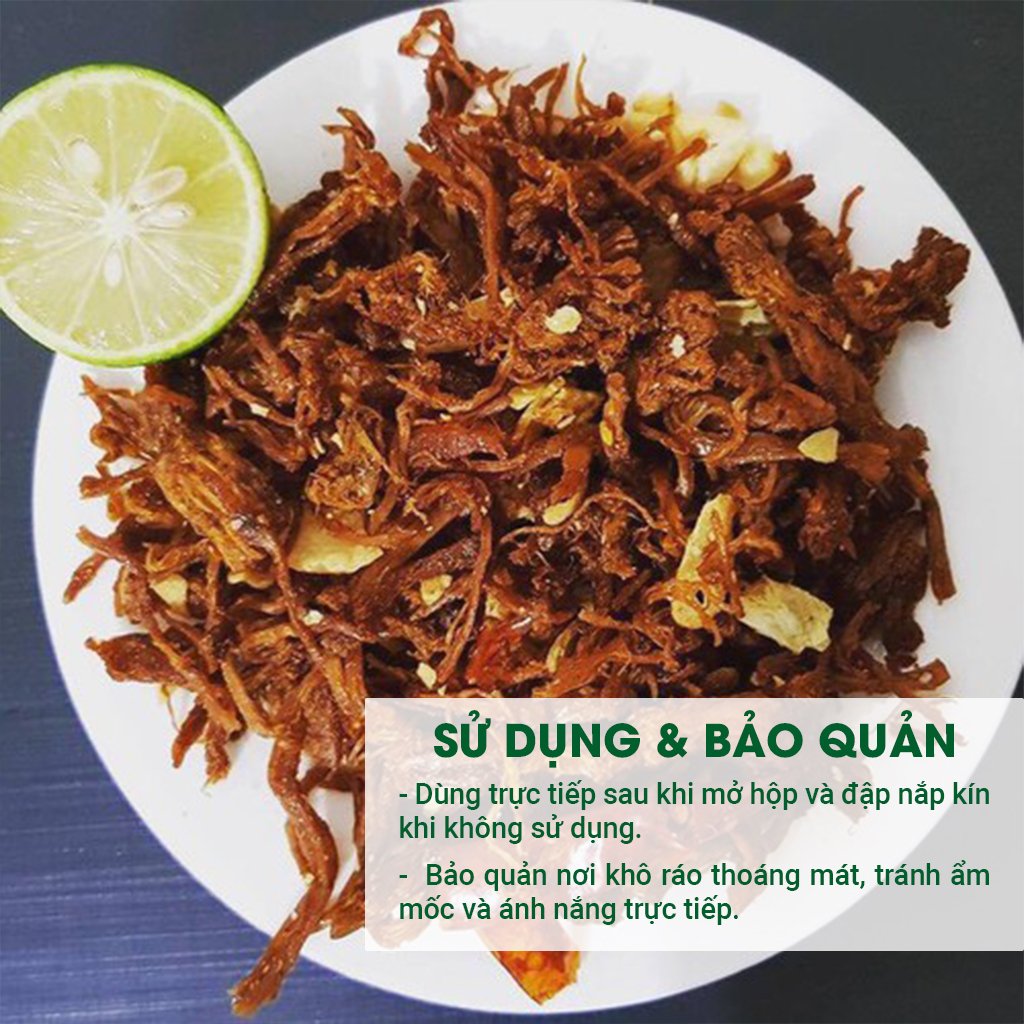 SỬ DỤNG & BẢO QUẢN
- Dùng trực tiếp sau khi mở hộp và đập nắp kín
khi không sử dụng.
- Bảo quản nơi khô ráo thoáng mát, tránh ẩm
mốc và ánh nắng trực tiếp.